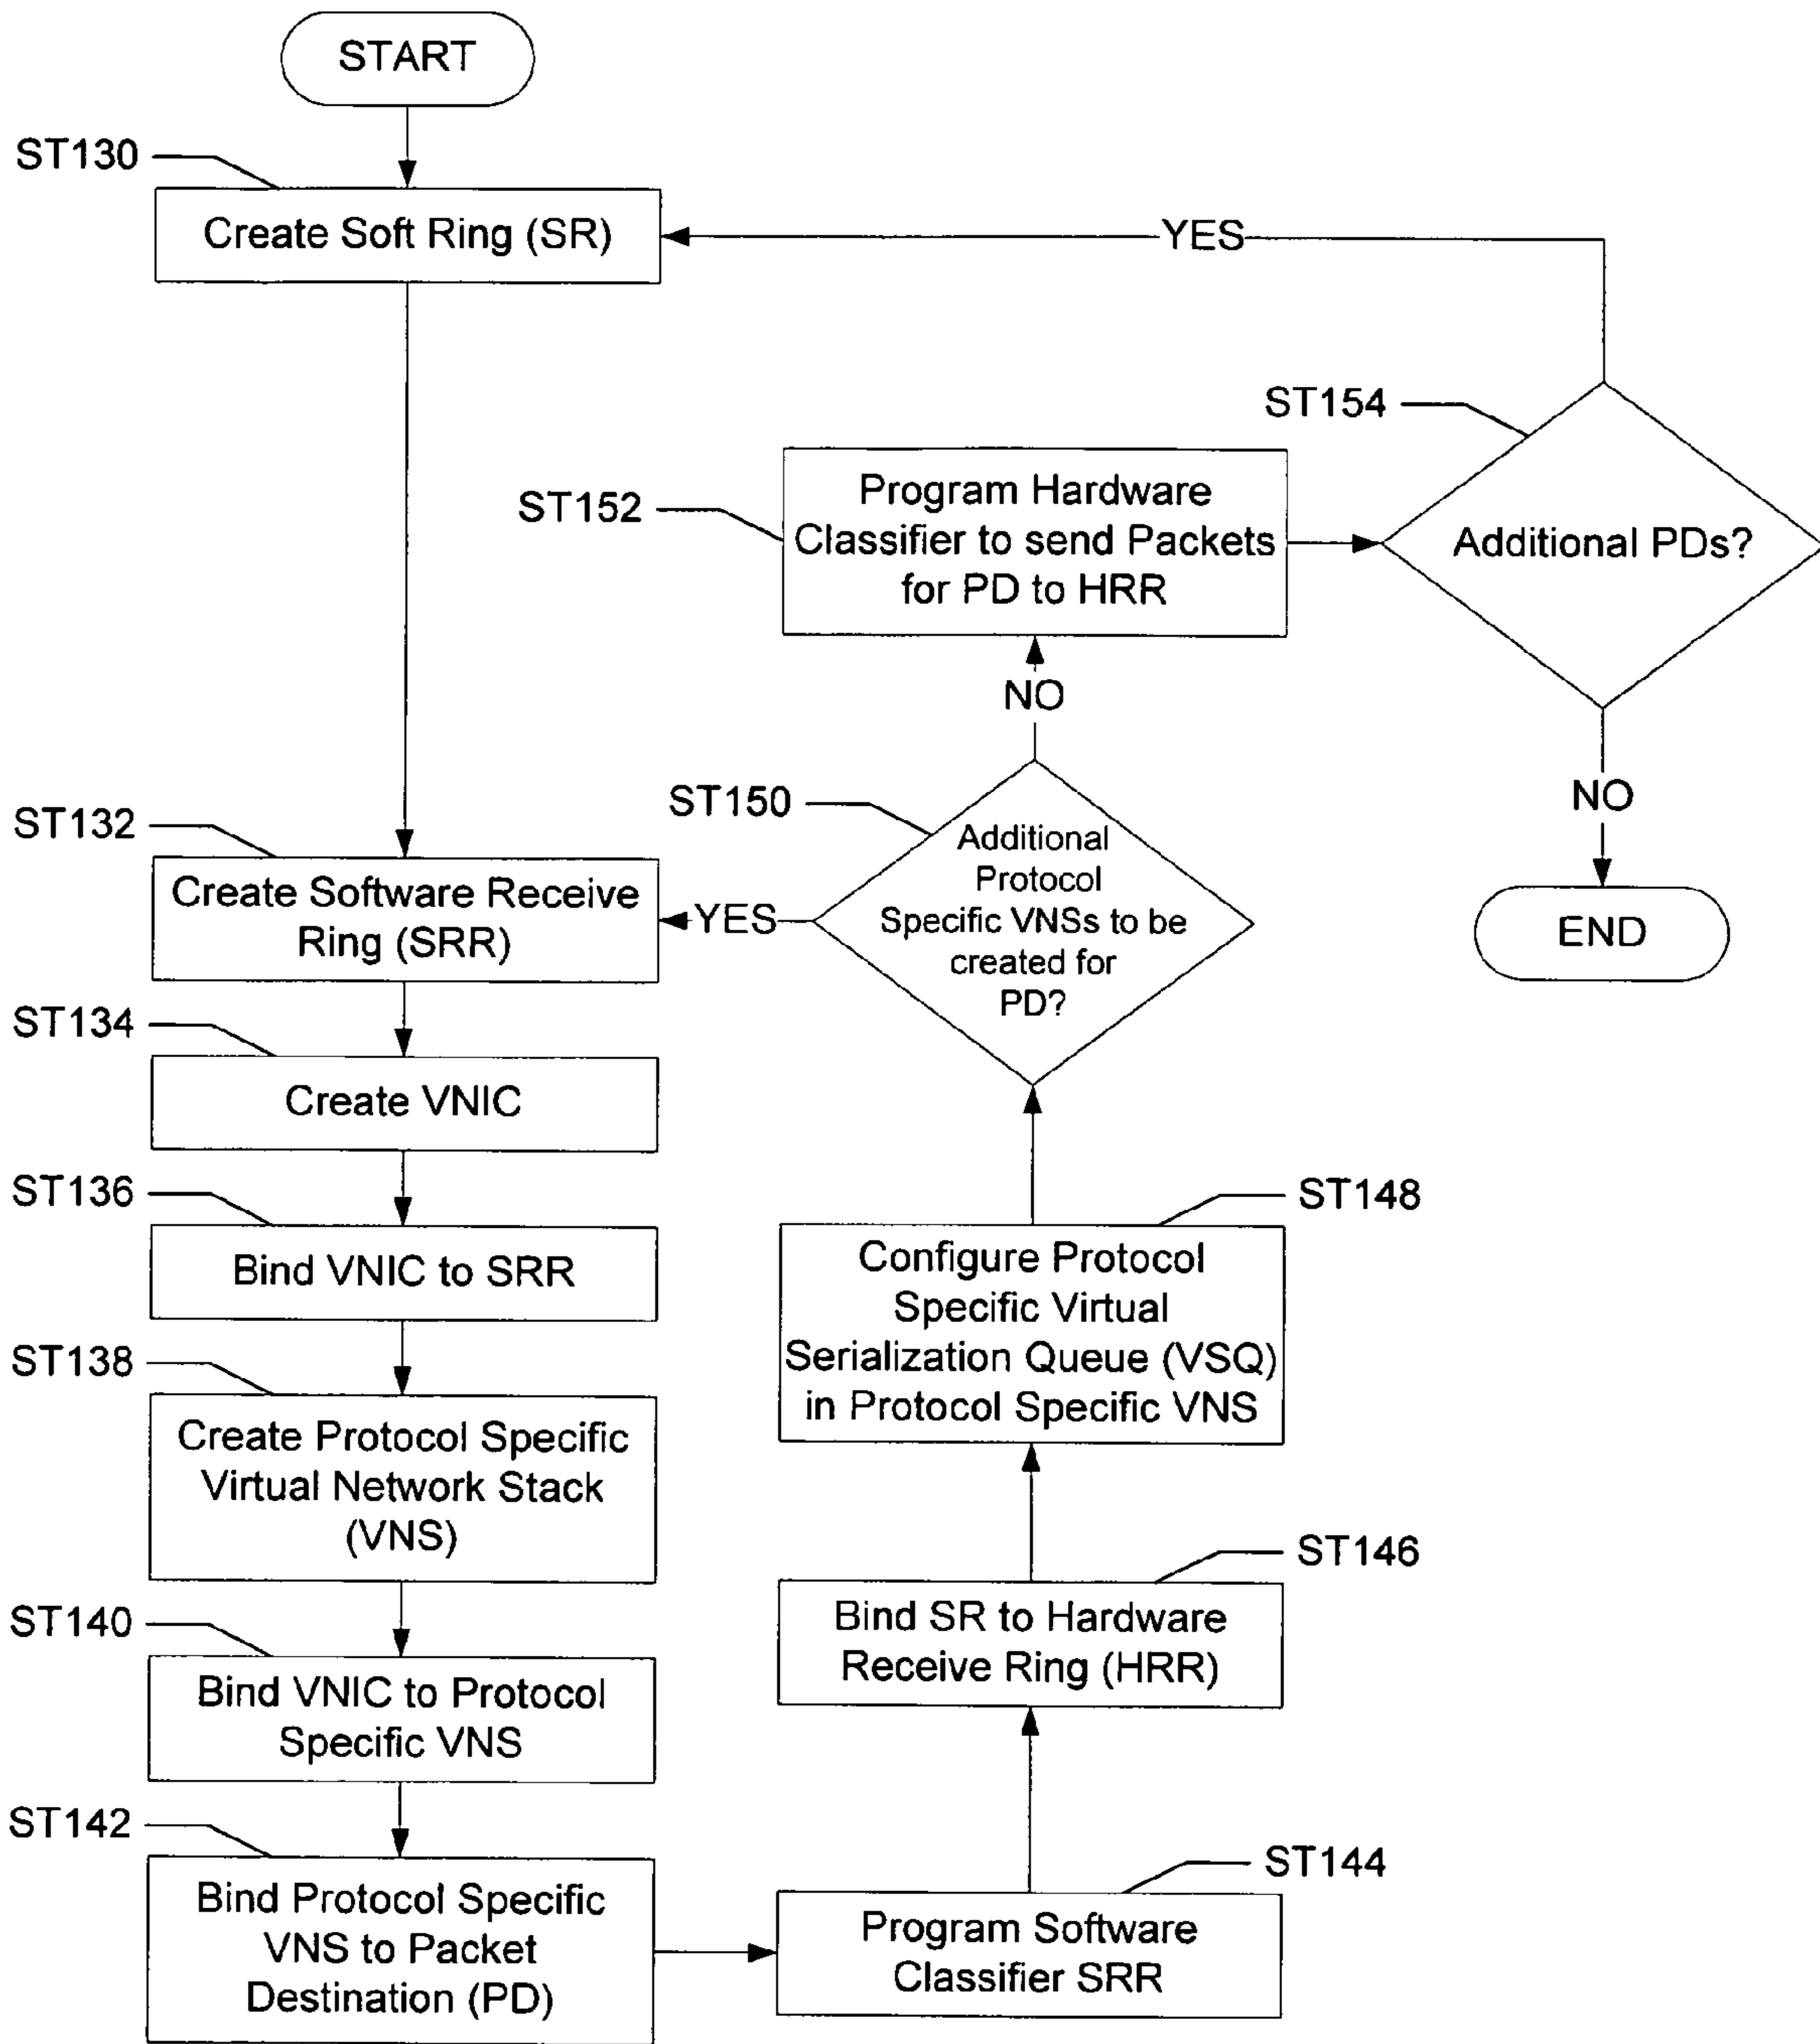 START
ST130
Create Soft Ring (SR)
YES
ST154
Additional PDs?
ST152
Program Hardware
Classifier to send Packets
for PD to HRR
NO
NO
END
ST150
Additional
Protocol
Specific VNSs to be
created for
PD?
YES
ST132
Create Software Receive
Ring (SRR)
ST134
Create VNIC
ST136
Bind VNIC to SRR
ST138
Create Protocol Specific
Virtual Network Stack
(VNS)
ST140
Bind VNIC to Protocol
Specific VNS
ST142
Bind Protocol Specific
VNS to Packet
Destination (PD)
ST144
Program Software
Classifier SRR
ST146
Bind SR to Hardware
Receive Ring (HRR)
ST148
Configure Protocol
Specific Virtual
Serialization Queue (VSQ)
in Protocol Specific VNS